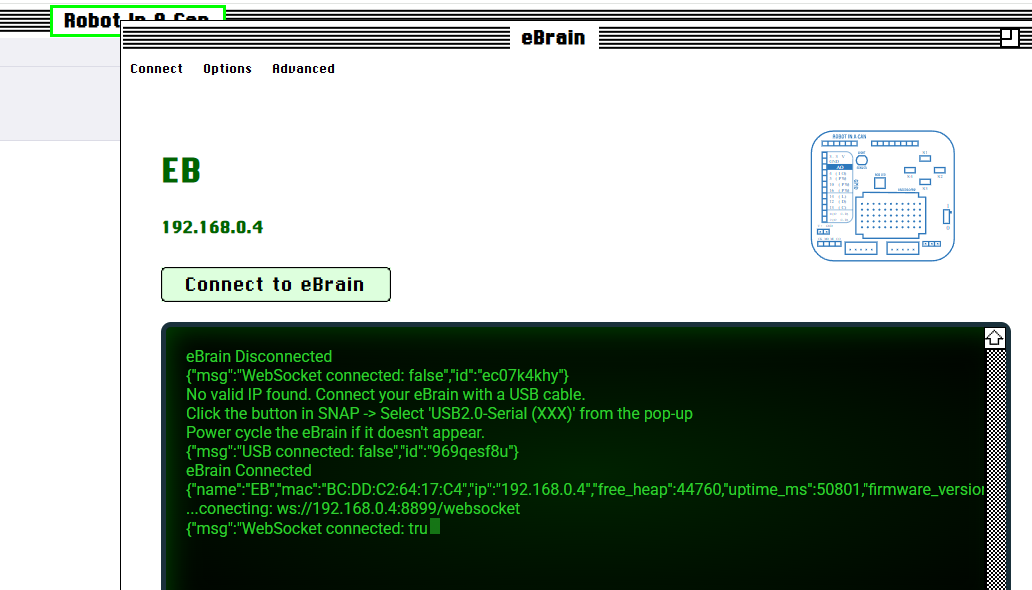 Robot In A Can
eBrain
Connect Options Advanced
ROBOT IN A CAN
EB
192.168.0.4
Connect to eBrain
eBrain Disconnected
{"msg":"WebSocket connected: false","id":"ec07k4khy"}
No valid IP found. Connect your eBrain with a USB cable.
Click the button in SNAP -> Select 'USB2.0-Serial (XXX)' from the pop-up
Power cycle the eBrain if it doesn't appear.
{"msg":"USB connected: false","id":"969qesf8u"}
eBrain Connected
{"name":"EB","mac":"BC:DD:C2:64:17:C4","ip":"192.168.0.4","free_heap":44760,"uptime_ms":50801,"firmware_version
...conecting: ws://192.168.0.4:8899/websocket
{"msg":"WebSocket connected: tru